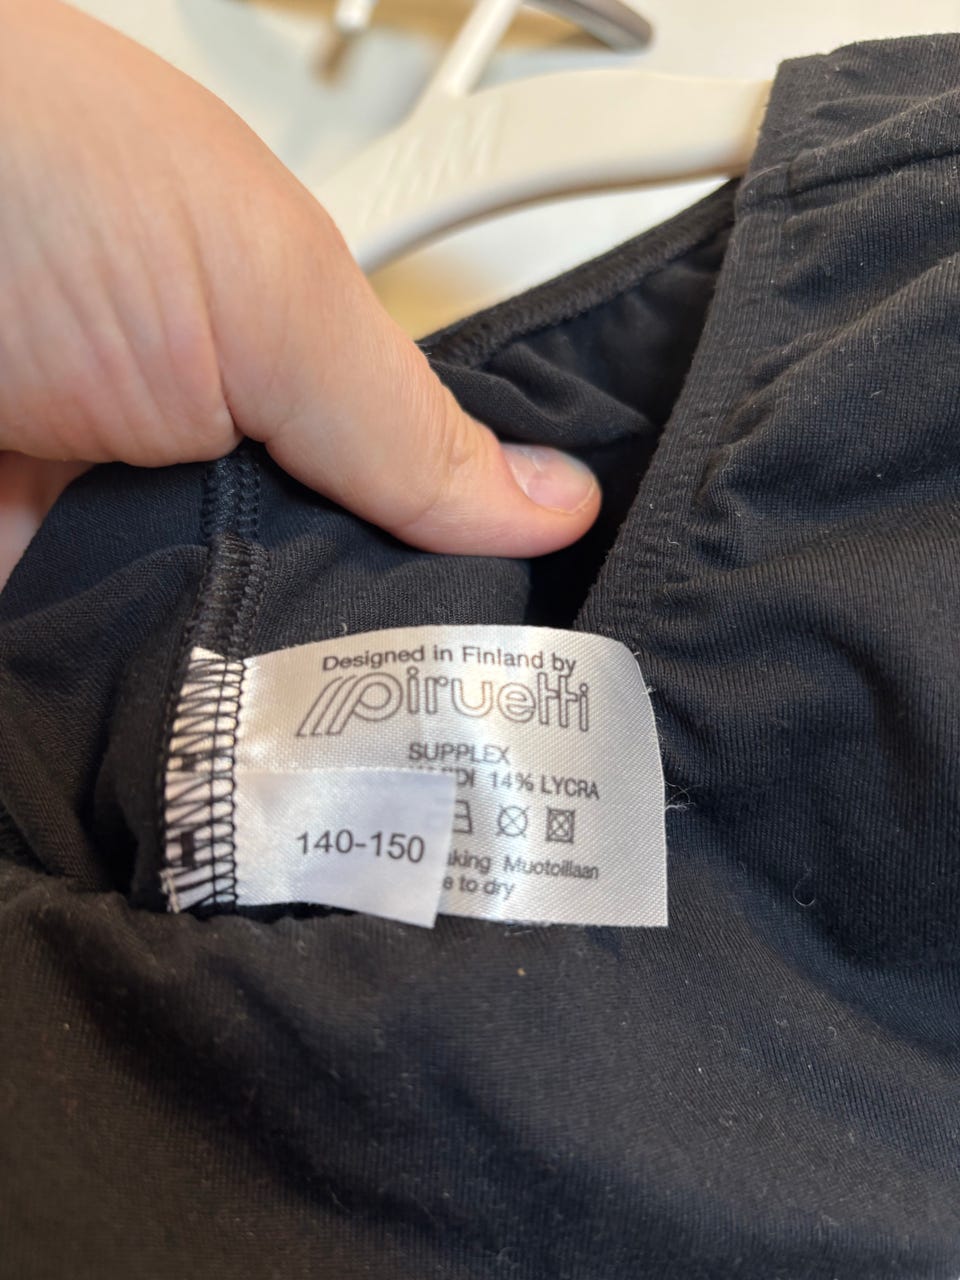 Designed in Finland by
piruetti
SUPPLEX
14% LYCRA
140-150
Muotoillaan
to dry